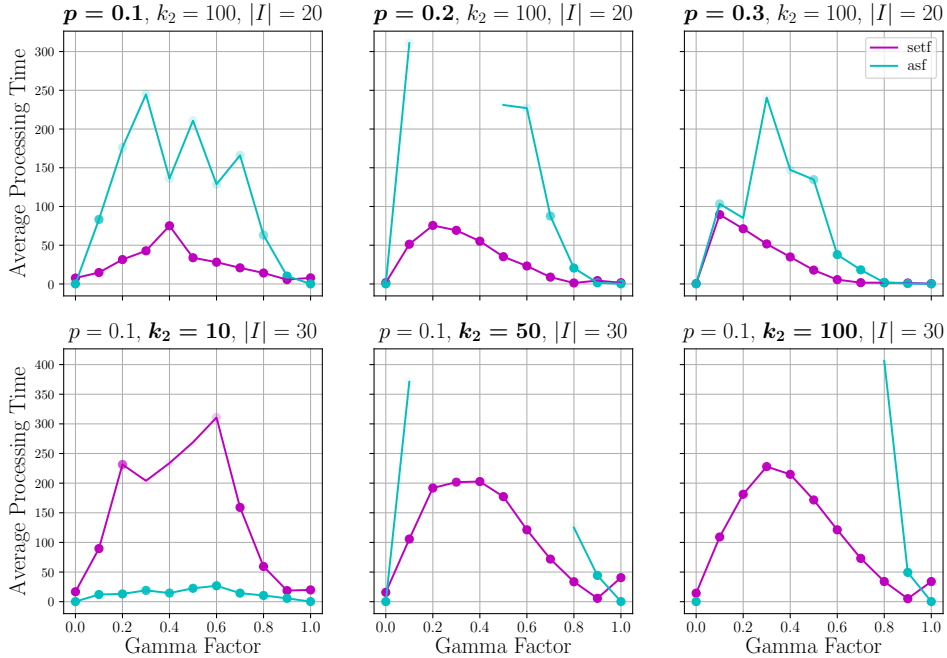 p = 0.1, k₂ = 100, |I| = 20
p = 0.2, k₂ = 100, |I| = 20
p = 0.3, k₂ = 100, |I| = 20
Average Processing Time
300
250
200
150
100
50
0
setf
asf
p = 0.1, k₂ = 10, |I| = 30
p = 0.1, k₂ = 50, |I| = 30
p = 0.1, k₂ = 100, |I| = 30
Average Processing Time
400
350
300
250
200
150
100
50
0
0.0 0.2 0.4 0.6 0.8 1.0
0.0 0.2 0.4 0.6 0.8 1.0
0.0 0.2 0.4 0.6 0.8 1.0
Gamma Factor
Gamma Factor
Gamma Factor